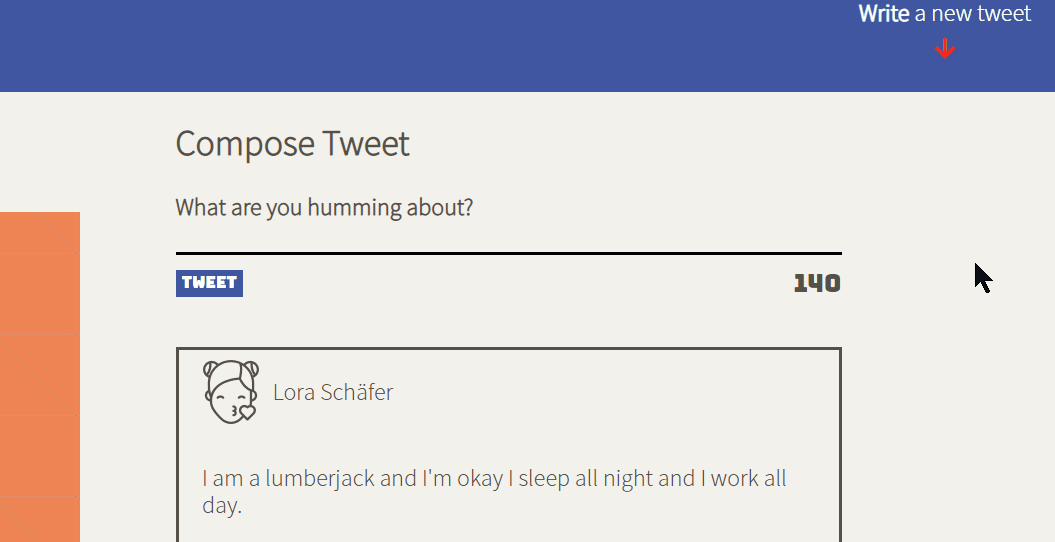 Write a new tweet
Compose Tweet
What are you humming about?
TWEET
140
Lora Schäfer
I am a lumberjack and I'm okay I sleep all night and I work all
day.